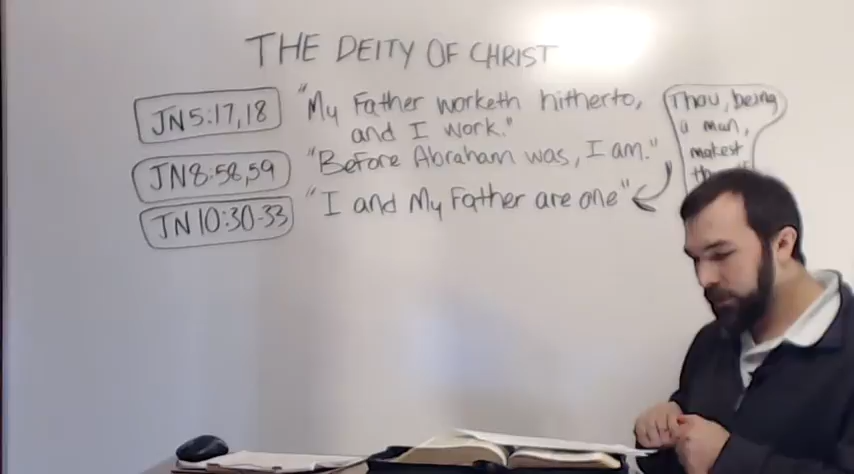 THE DEITY OF CHRIST
JN 5:17,18
"My Father worketh hitherto,
and I work."
JN 8:58,59
"Before Abraham was, I am."
JN 10:30-33
"I and My Father are one"
Thou, being
a man,
makest